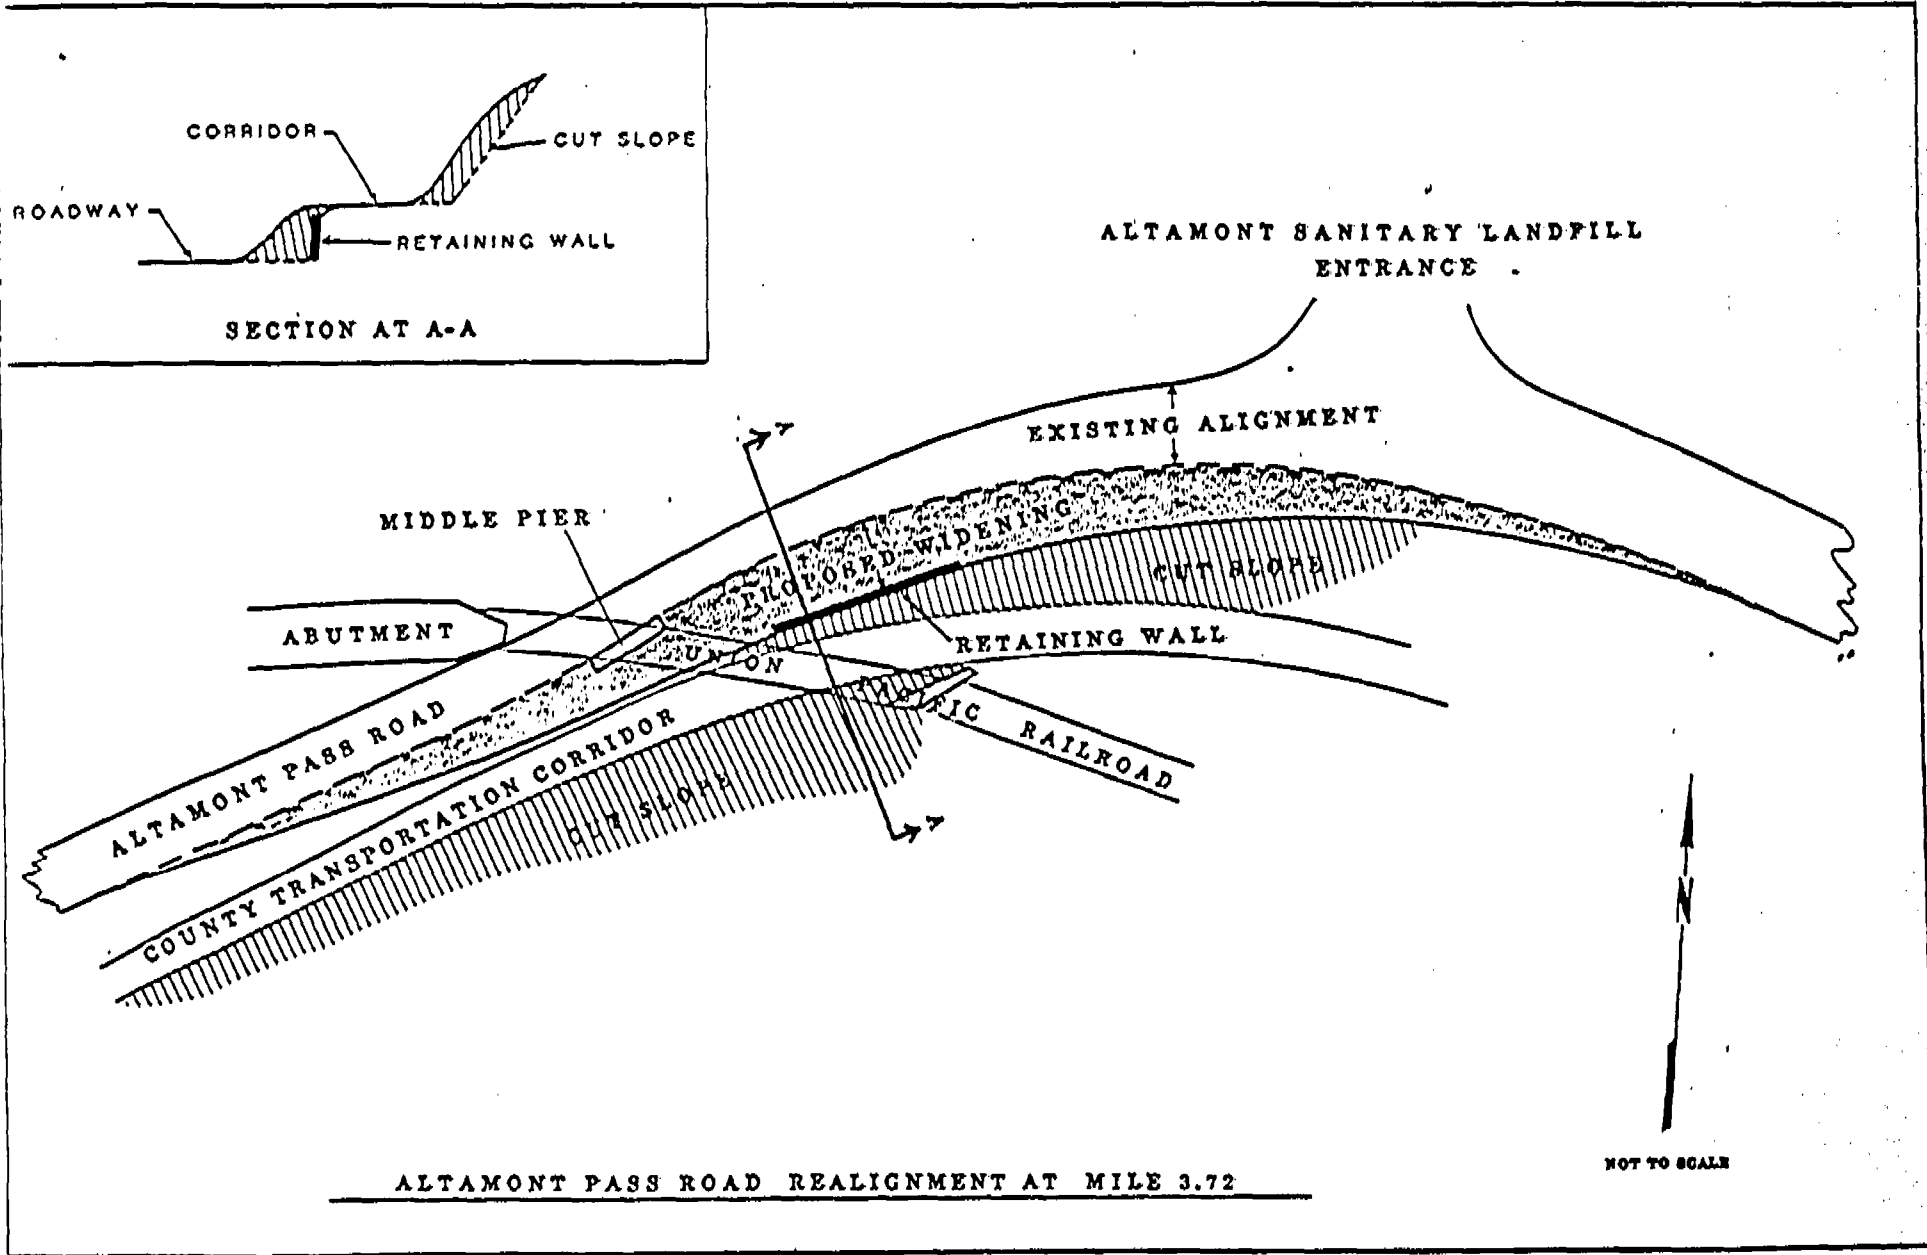 CORRIDOR
CUT SLOPE
ROADWAY
RETAINING WALL
SECTION AT A-A
ALTAMONT SANITARY LANDFILL
ENTRANCE
EXISTING ALIGNMENT
A
MIDDLE PIER
PROPOSED WIDENING
CUT SLOPE
ABUTMENT
RETAINING WALL
UNION
FIC RAILROAD
ALTAMONT PASS ROAD
COUNTY TRANSPORTATION CORRIDOR
CUT SLOPE
A
N
NOT TO SCALE
ALTAMONT PASS ROAD REALIGNMENT AT MILE 3.72